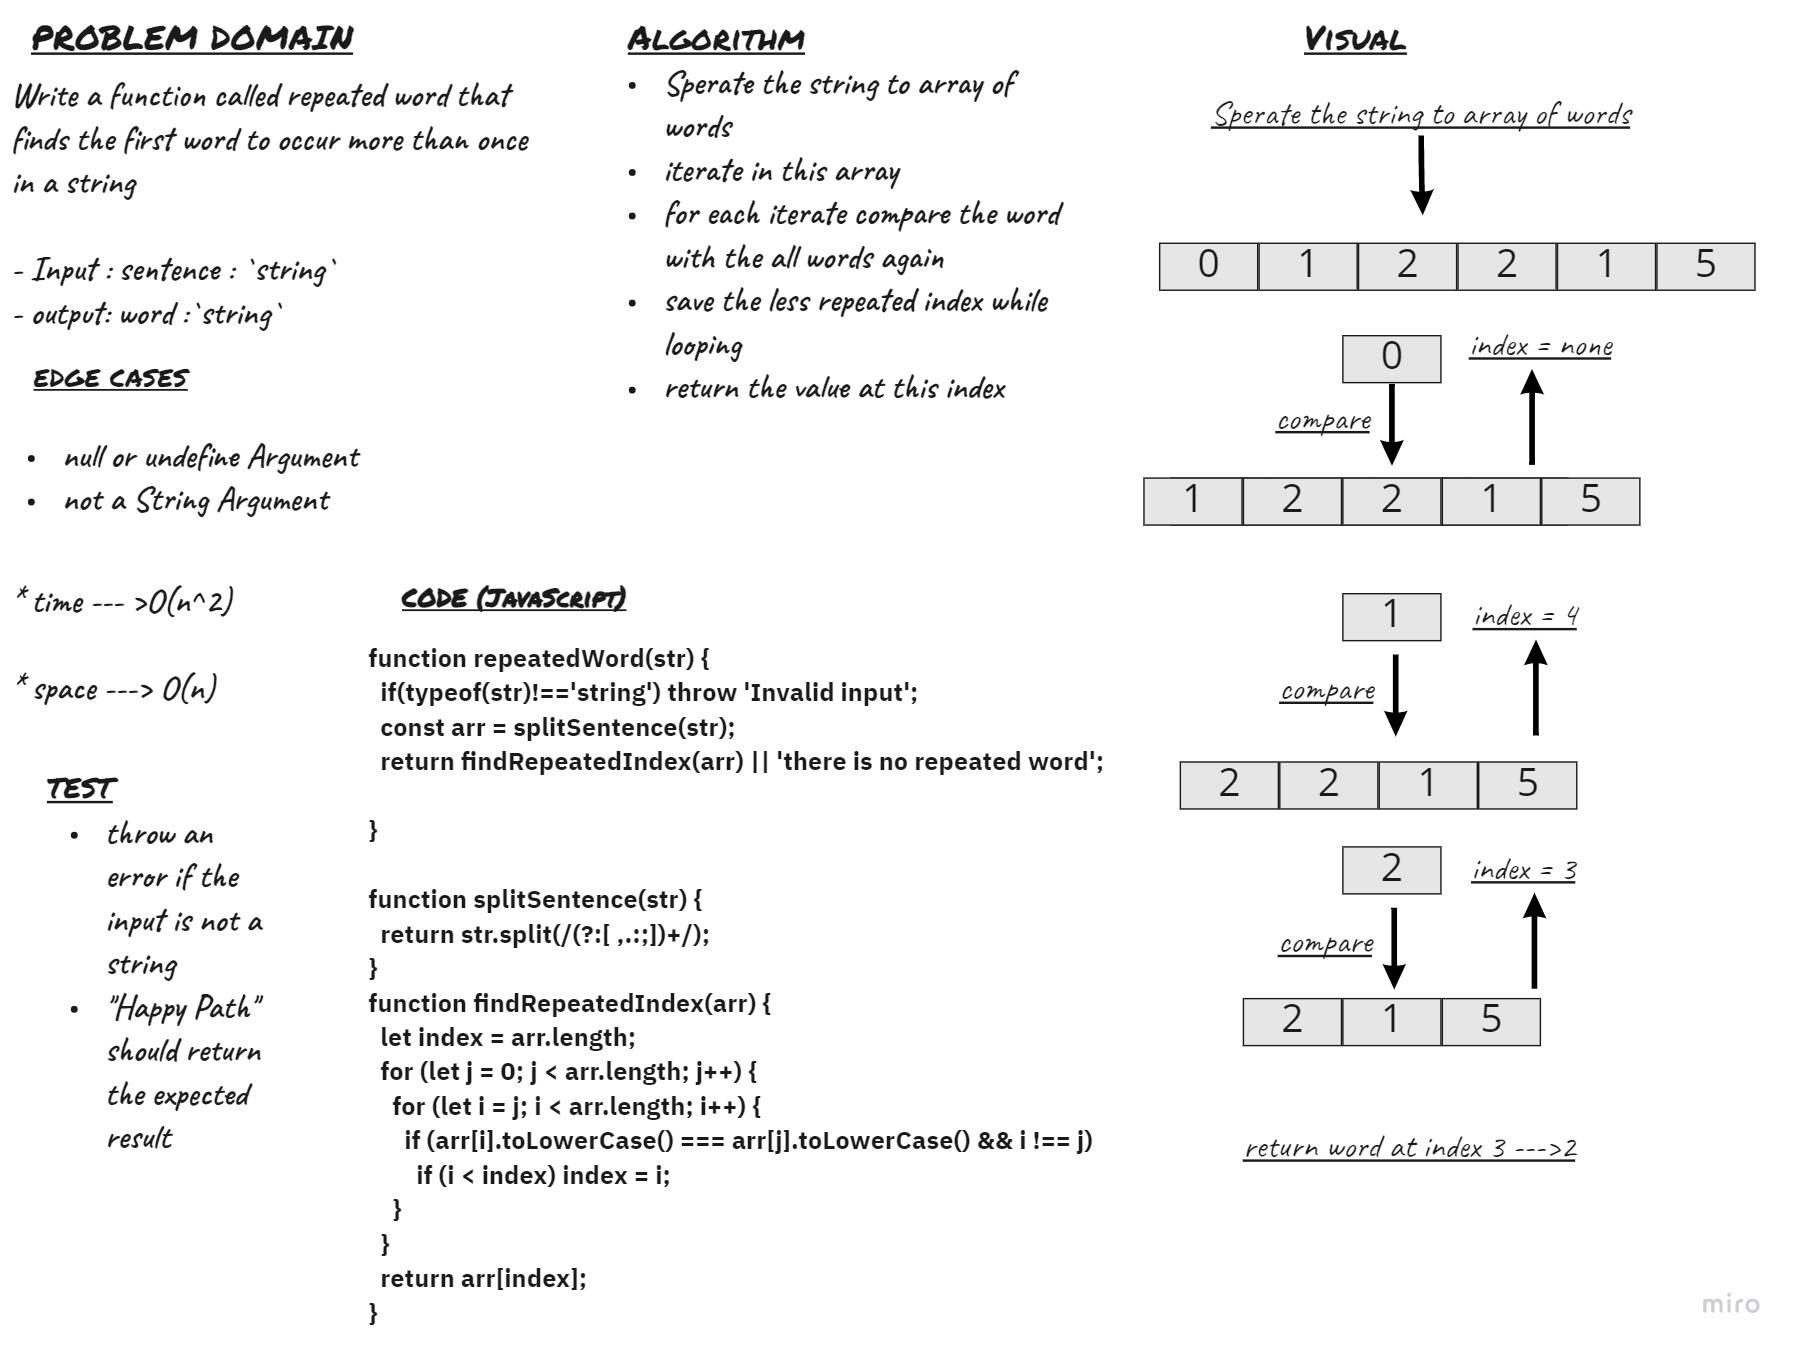 PROBLEM DOMAIN
Write a function called repeated word that
finds the first word to occur more than once
in a string
- Input : sentence : `string`
- output: word :`string`
EDGE CASES
• null or undefine Argument
• not a String Argument
* time --- >O(n^2)
* space ---> O(n)
TEST
• throw an
error if the
input is not a
string
• "Happy Path"
should return
the expected
result
Algorithm
• Sperate the string to array of
words
• iterate in this array
• for each iterate compare the word
with the all words again
• save the less repeated index while
looping
• return the value at this index
CODE (JavaScript)
function repeatedWord(str) {
if(typeof(str)!=='string') throw 'Invalid input';
const arr = splitSentence(str);
return findRepeatedIndex(arr) || 'there is no repeated word';
}
function splitSentence(str) {
return str.split(/(?:[ ,.:;])+/);
}
function findRepeatedIndex(arr) {
let index = arr.length;
for (let j = 0; j < arr.length; j++) {
for (let i = j; i < arr.length; i++) {
if (arr[i].toLowerCase() === arr[j].toLowerCase() && i !== j)
if (i < index) index = i;
}
}
return arr[index];
}
Visual
Sperate the string to array of words
0 1 2 2 1 5
0 index = none
compare
1 2 2 1 5
1 index = 4
compare
2 2 1 5
2 index = 3
compare
2 1 5
return word at index 3 --->2
miro